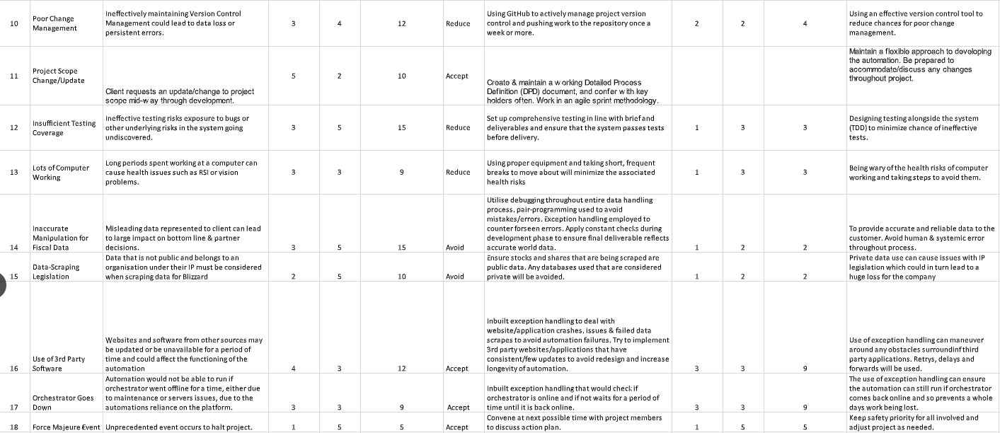 10
Poor Change
Management
Ineffectively maintaining Version Control
Management could lead to data loss or
persistent errors.
3
4
12
Reduce
Using GitHub to actively manage project version
control and pushing work to the repository once a
week or more.
2
2
4
Using an effective version control tool to
reduce chances for poor change
management.
11
Project Scope
Change/Update
Client requests an update/change to project
scope mid-way through development.
5
2
10
Accept
Create & maintain a working Detailed Process
Definition (DPD) document, and confer with key
holders often. Work in an agile sprint methodology.
Maintain a flexible approach to developing
the automation. Be prepared to
accommodate/discuss any changes
throughout project.
12
Insufficient Testing
Coverage
Ineffective testing risks exposure to bugs or
other underlying risks in the system going
undiscovered.
3
5
15
Reduce
Set up comprehensive testing in line with brief and
deliverables and ensure that the system passes tests
before delivery.
1
3
3
Designing testing alongside the system
(TDD) to minimize chance of ineffective
tests.
13
Lots of Computer
Working
Long periods spent working at a computer can
cause health issues such as RSI or vision
problems.
3
3
9
Reduce
Using proper equipment and taking short, frequent
breaks to move about will minimize the associated
health risks
1
3
3
Being wary of the health risks of computer
working and taking steps to avoid them.
14
Inaccurate
Manipulation for
Fiscal Data
Misleading data represented to client can lead
to large impact on bottom line & partner
decisions.
3
5
15
Avoid
Utilise debugging throughout entire data handling
process, pair-programming used to avoid
mistakes/errors. Exception handling employed to
counter forseen errors. Apply constant checks during
development phase to ensure final deliverable reflects
accurate world data.
1
2
2
To provide accurate and reliable data to the
customer. Avoid human & systemic error
throughout process.
15
Data-Scraping
Legislation
Data that is not public and belongs to an
organisation under their IP must be considered
when scraping data for Blizzard
2
5
10
Avoid
Ensure stocks and shares that are being scraped are
public data. Any databases used that are considered
private will be avoided.
1
2
2
Private data use can cause issues with IP
legislation which could in turn lead to a
huge loss for the company
16
Use of 3rd Party
Software
Websites and software from other sources may
be updated or be unavailable for a period of
time and could affect the functioning of the
automation
4
3
12
Accept
Inbuilt exception handling to deal with
website/application crashes, issues & failed data
scrapes to avoid automation failures. Try to implement
3rd party websites/applications that have
consistent/few updates to avoid redesign and increase
longevity of automation.
3
3
9
Use of exception handling can maneuver
around any obstacles surroundinf third
party applications. Retrys, delays and
forwards will be used.
17
Orchestrator Goes
Down
Automation would not be able to run if
orchestrator went offline for a time, either due
to maintenance or servers issues, due to the
automations reliance on the platform.
3
3
9
Accept
Inbuilt exception handling that would check if
orchestrator is online and if not waits for a period of
time until it is back online.
3
3
9
The use of exception handling can ensure
the automation can still run if orchestrator
comes back online and so prevents a whole
days work being lost.
18
Force Majeure Event
Unprecedented event occurs to halt project.
1
5
5
Accept
Convene at next possible time with project members
to discuss action plan.
1
5
5
Keep safety priority for all involved and
adjust project as needed.